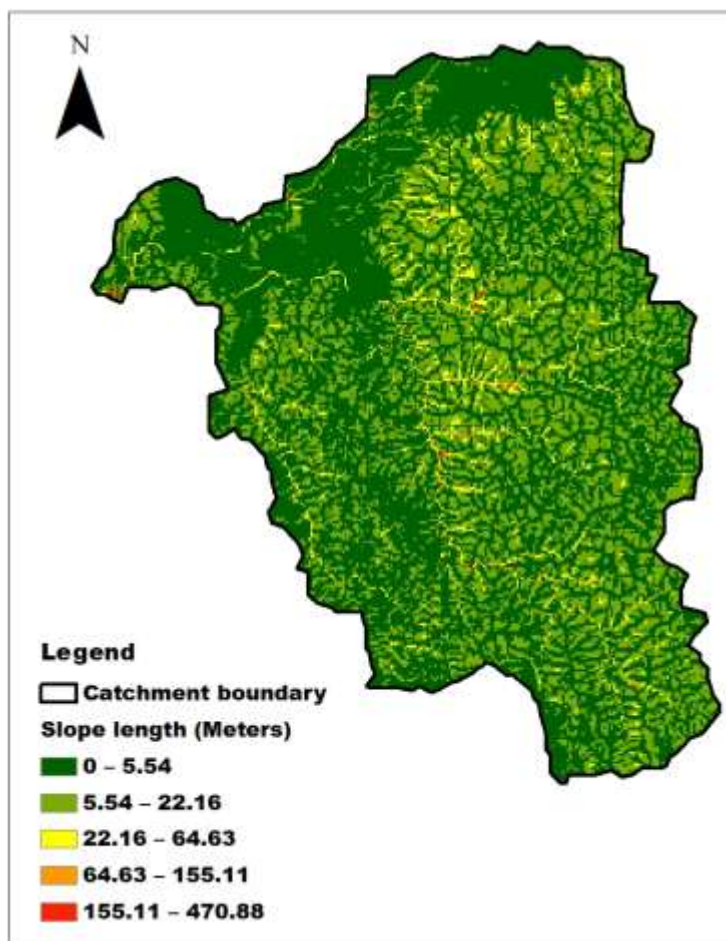 N
Legend
Catchment boundary
Slope length (Meters)
0 – 5.54
5.54 – 22.16
22.16 – 64.63
64.63 – 155.11
155.11 – 470.88